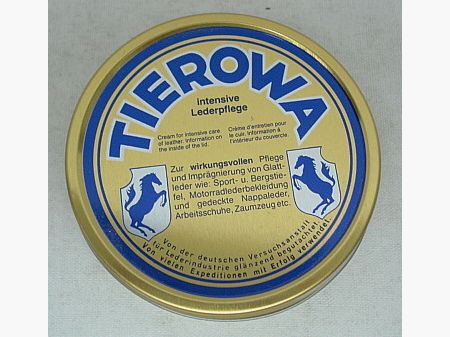 TIEROWA
intensive
Lederpflege
Cream for intensive care
of leather. Information on
the inside of the lid.
Crème d'entretien pour
le cuir. Information à
l'intérieur du couvercle.
Zur wirkungsvollen Pflege
und Imprägnierung von Glatt-
leder wie: Sport- u. Bergstie-
fel, Motorradlederbekleidung
und gedeckte Nappaleder,
Arbeitsschuhe, Zaumzeug etc.
Von der deutschen Versuchsanstalt
für Lederindustrie glänzend begutachtet.
Von vielen Expeditionen mit Erfolg verwendet.